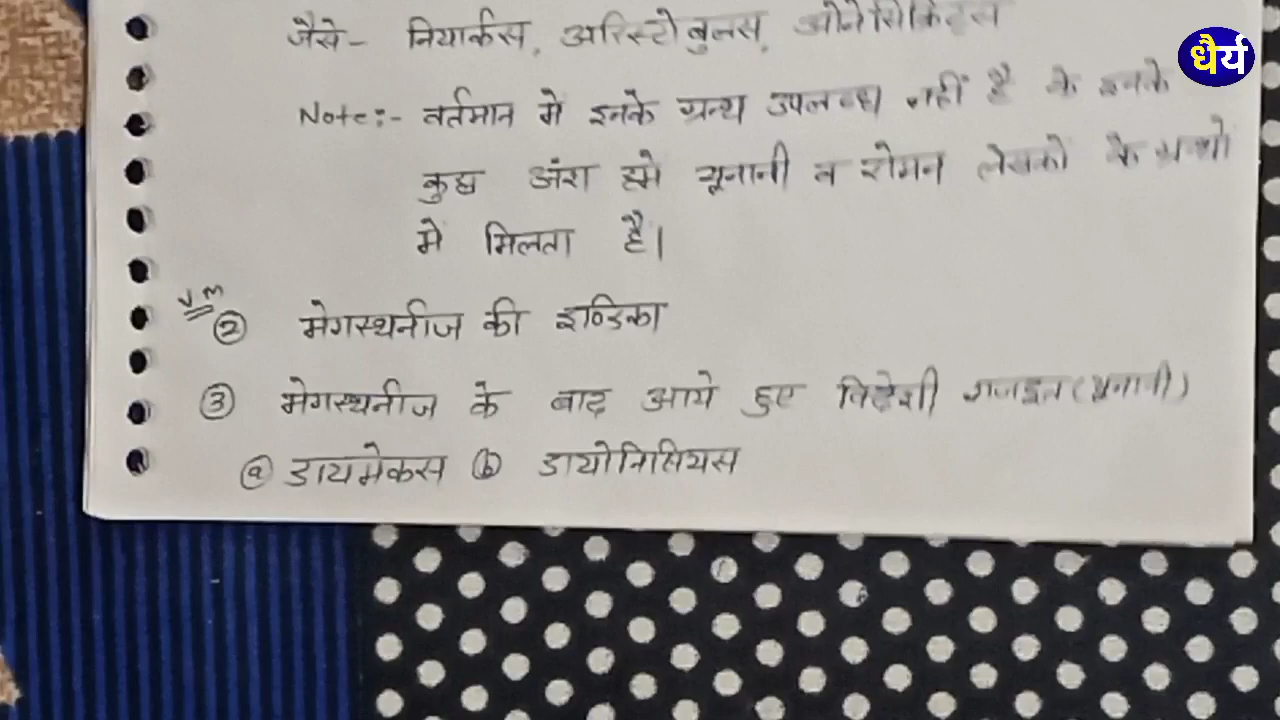 जैसे- नियार्कस, अरिस्टोबुलस, ओनेसिक्रिटस
धैर्य
Note:- वर्तमान मे इनके ग्रन्थ उपलब्ध नहीं है के इनके
कुछ अंश हमे यूनानी व रोमन लेखको के ग्रन्थो
मे मिलता है।
V.M
② मेगस्थनीज की इण्डिका
③ मेगस्थनीज के बाद आये हुए विदेशी राजदूत (यूनानी)
ⓐ डायमेकस ⓑ डायोनिसियस